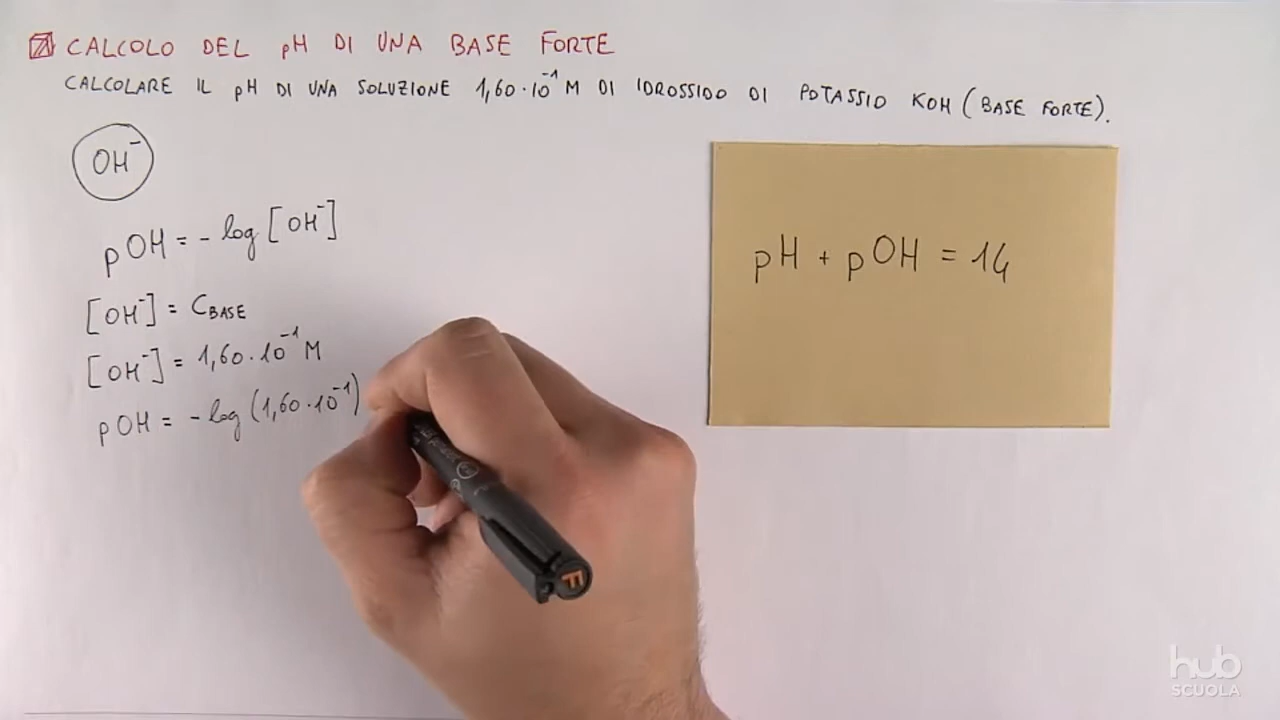 CALCOLO DEL pH DI UNA BASE FORTE
CALCOLARE IL pH DI UNA SOLUZIONE 1,60·10⁻¹ M DI IDROSSIDO DI POTASSIO KOH (BASE FORTE).
OH⁻
pOH = - log [OH⁻]
[OH⁻] = C_BASE
[OH⁻] = 1,60·10⁻¹ M
pOH = - log (1,60·10⁻¹)
pH + pOH = 14
F
hub
SCUOLA